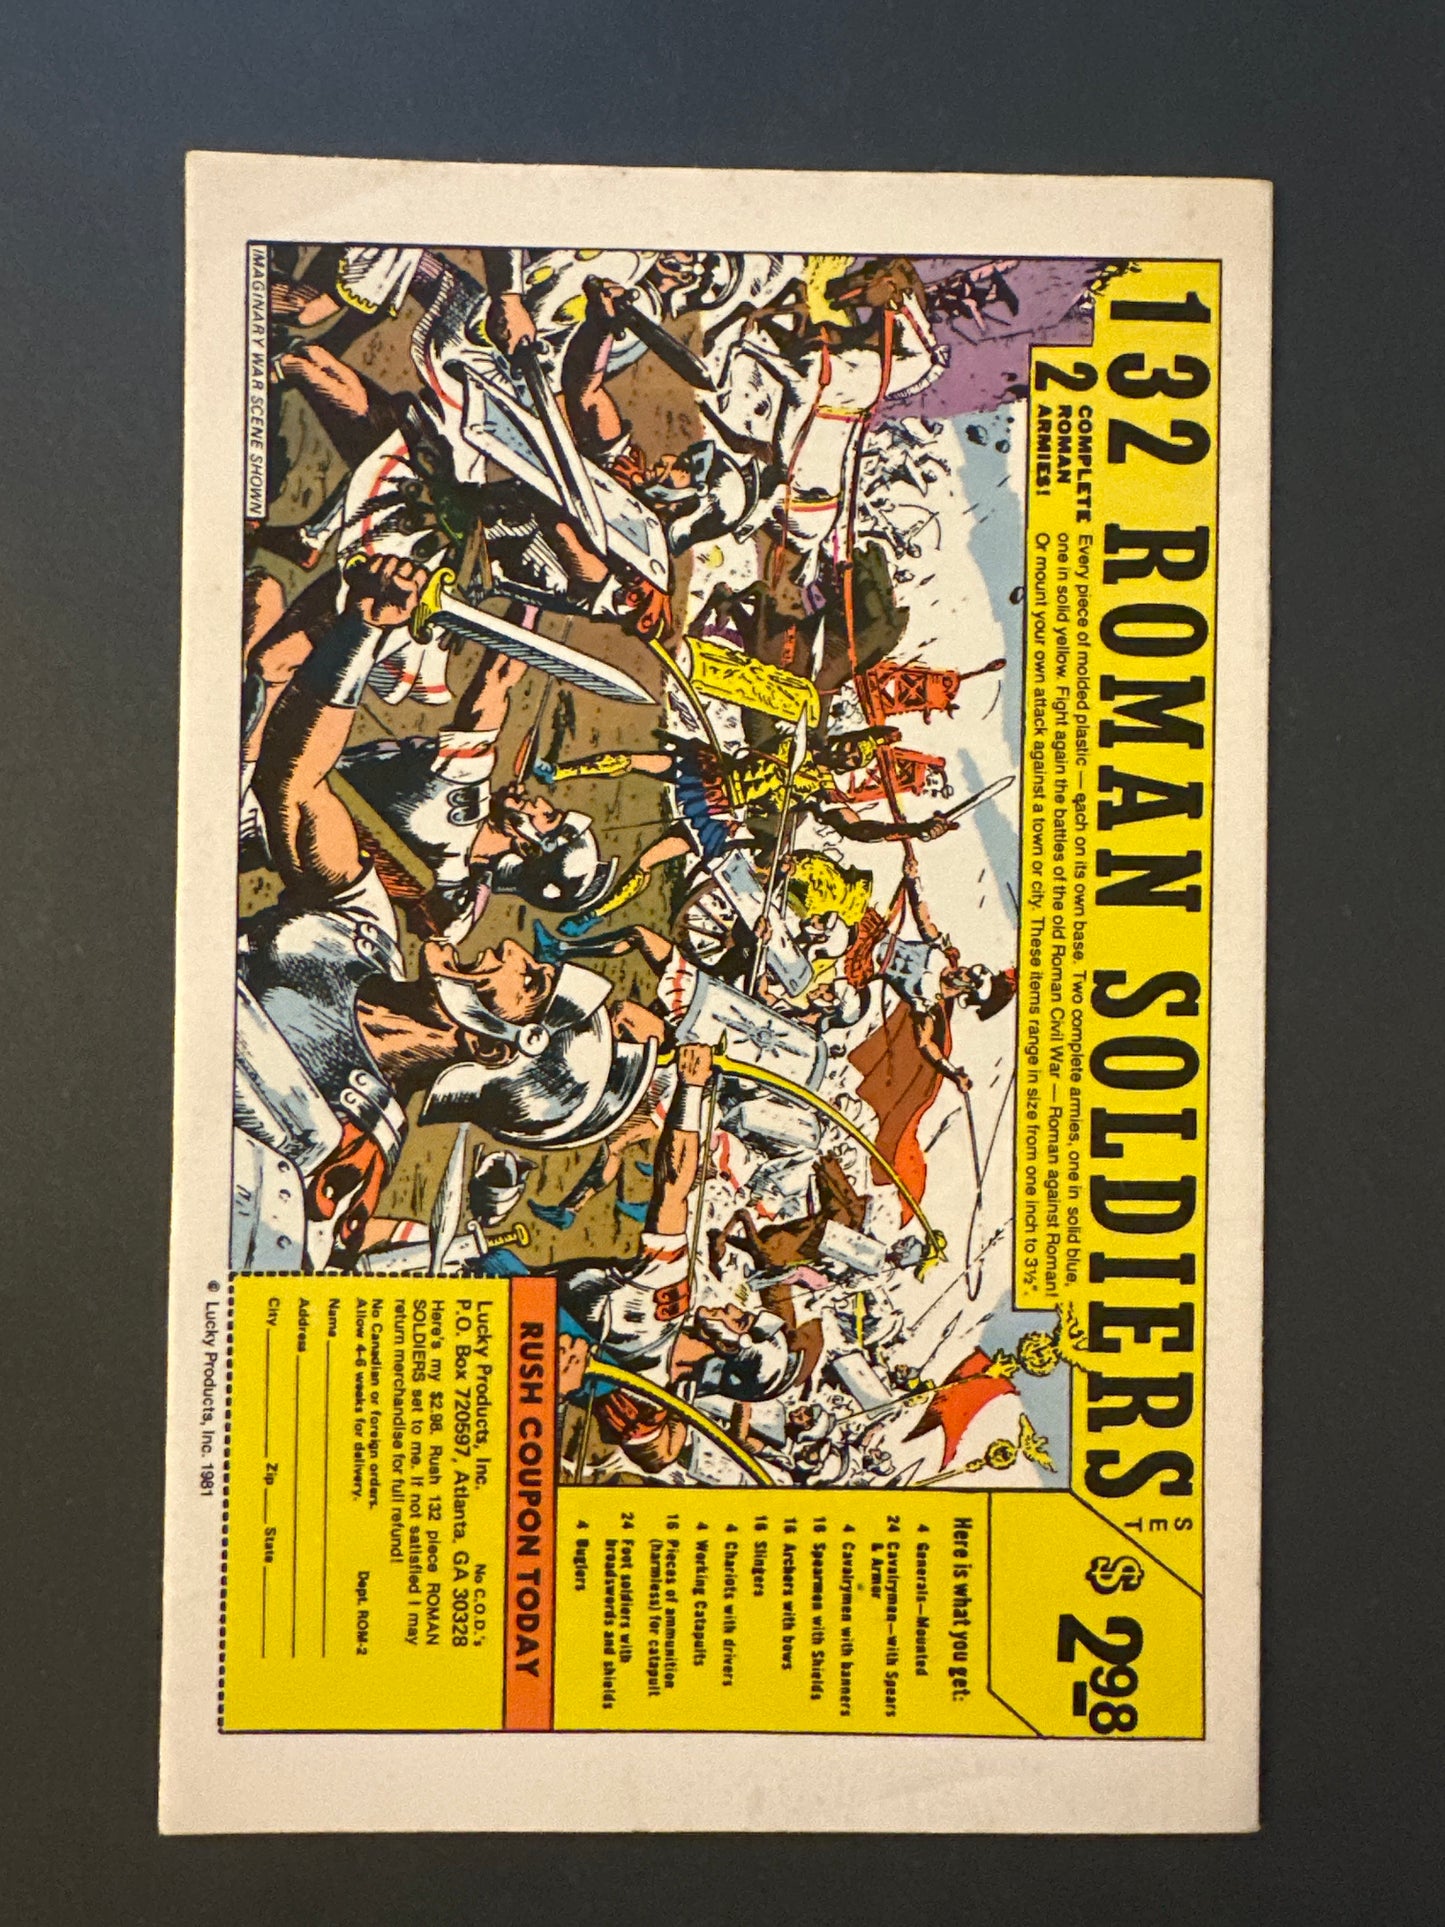 132 ROMAN SOLDIERS
SET
$2.98
2 COMPLETE
ROMAN
2 ARMIES!
Every piece of molded plastic — each on its own base. Two complete armies, one in solid blue,
one in solid yellow. Fight again the battles of the old Roman Civil War — Roman against Roman!
Or mount your own attack against a town or city. These items range in size from one inch to 3½".
Here is what you get:
4 Generals—Mounted
24 Cavalrymen—with Spears
& Armor
4 Cavalrymen with banners
16 Spearmen with Shields
16 Archers with bows
16 Slingers
4 Chariots with drivers
4 Working Catapults
16 Pieces of ammunition
(harmless) for catapult
24 Foot soldiers with
broadswords and shields
4 Buglers
RUSH COUPON TODAY
Lucky Products, Inc. No C.O.D.'s
P.O. Box 720597, Atlanta, GA 30328
Here's my $2.98. Rush 132 piece ROMAN
SOLDIERS set to me. If not satisfied I may
return merchandise for full refund!
No Canadian or foreign orders. Dept. ROM-2
Allow 4-6 weeks for delivery.
Name
Address
City Zip State
IMAGINARY WAR SCENE SHOWN
© Lucky Products, Inc. 1981